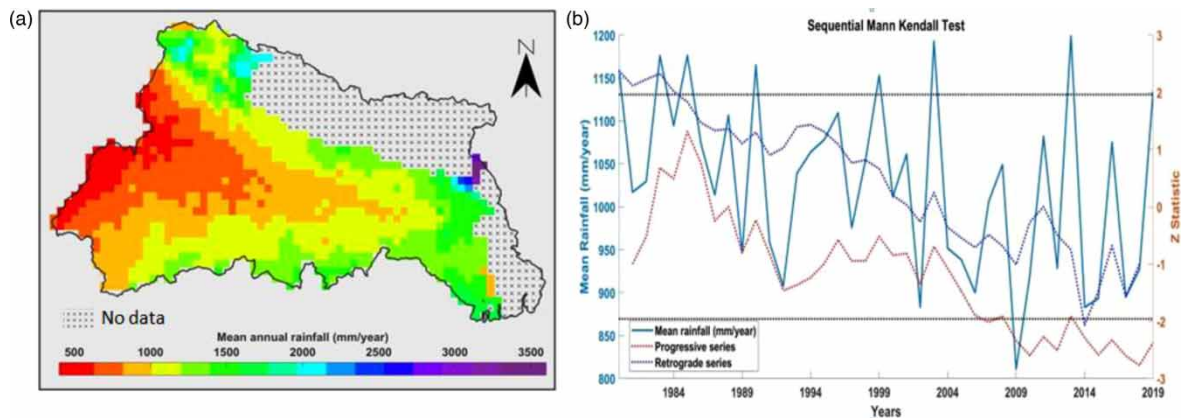 (a)
N
No data
Mean annual rainfall (mm/year)
500 1000 1500 2000 2500 3000 3500
(b)
Sequential Mann Kendall Test
Mean Rainfall (mm/year)
1200
1150
1100
1050
1000
950
900
850
800
3
2
1
0
-1
-2
-3
Z Statistic
Mean rainfall (mm/year)
Progressive series
Retrograde series
1984 1989 1994 1999 2004 2009 2014 2019
Years